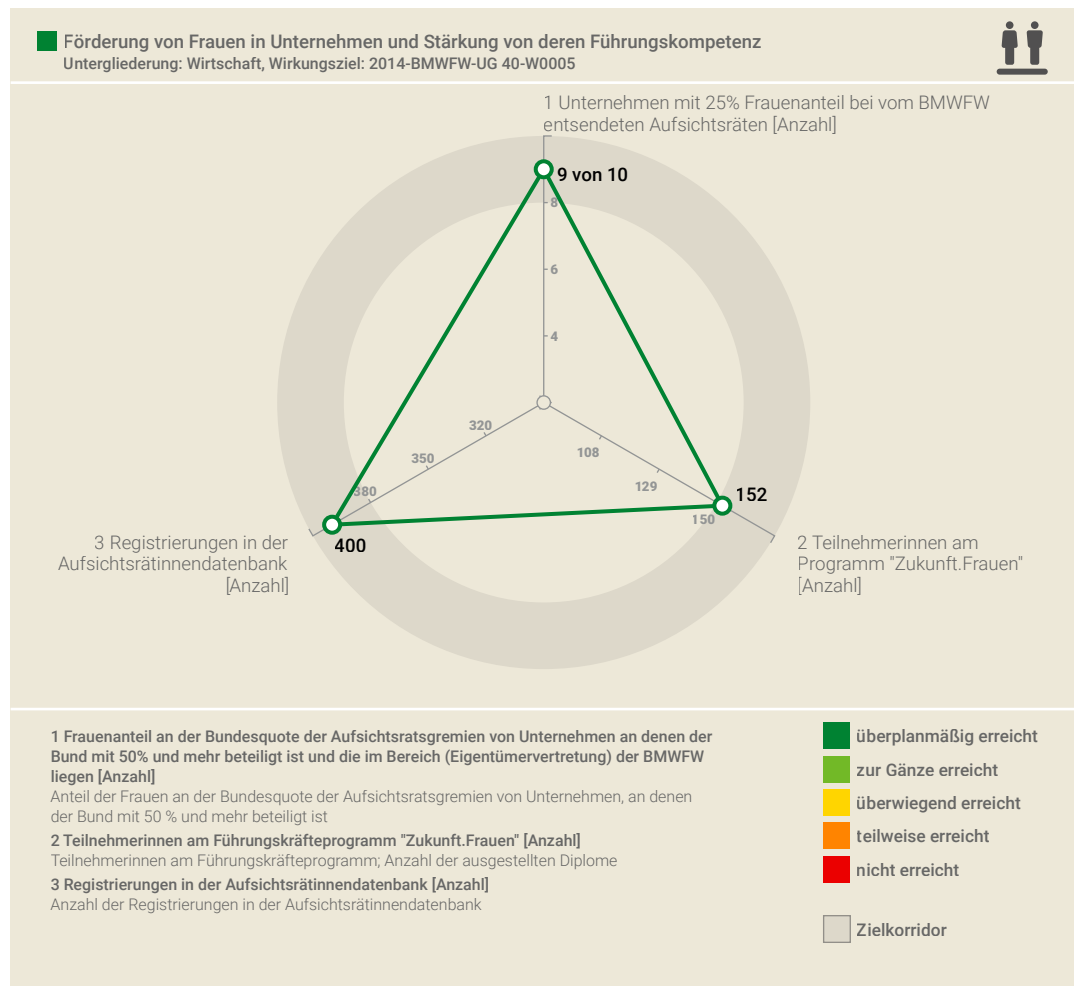 Förderung von Frauen in Unternehmen und Stärkung von deren Führungskompetenz
Untergliederung: Wirtschaft, Wirkungsziel: 2014-BMWFW-UG 40-W0005
1 Unternehmen mit 25% Frauenanteil bei vom BMWFW
entsendeten Aufsichtsräten [Anzahl]
9 von 10
8
6
4
320
350
380
400
108
129
150
152
3 Registrierungen in der
Aufsichtsrätinnendatenbank
[Anzahl]
2 Teilnehmerinnen am
Programm "Zukunft.Frauen"
[Anzahl]
1 Frauenanteil an der Bundesquote der Aufsichtsratsgremien von Unternehmen an denen der
Bund mit 50% und mehr beteiligt ist und die im Bereich (Eigentümervertretung) der BMWFW
liegen [Anzahl]
Anteil der Frauen an der Bundesquote der Aufsichtsratsgremien von Unternehmen, an denen
der Bund mit 50 % und mehr beteiligt ist
2 Teilnehmerinnen am Führungskräfteprogramm "Zukunft.Frauen" [Anzahl]
Teilnehmerinnen am Führungskräfteprogramm; Anzahl der ausgestellten Diplome
3 Registrierungen in der Aufsichtsrätinnendatenbank [Anzahl]
Anzahl der Registrierungen in der Aufsichtsrätinnendatenbank
überplanmäßig erreicht
zur Gänze erreicht
überwiegend erreicht
teilweise erreicht
nicht erreicht
Zielkorridor